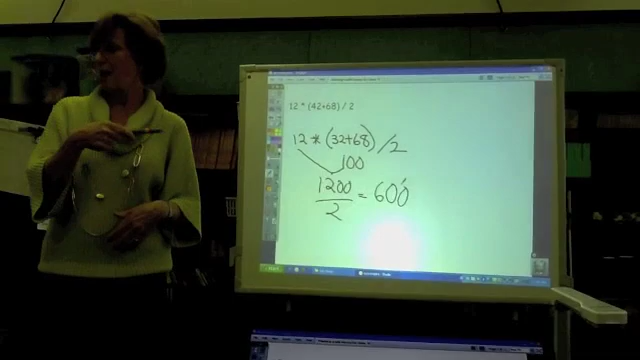 12 * (42+68) / 2
12 * (32+68) / 2
100
1200
2
= 600